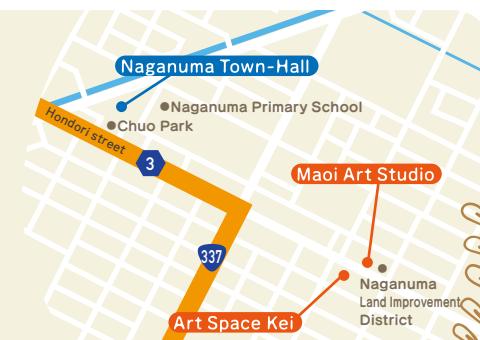 Naganuma Town-Hall
Naganuma Primary School
Chuo Park
Hondori street
3
Maoi Art Studio
337
Naganuma
Land Improvement
District
Art Space Kei